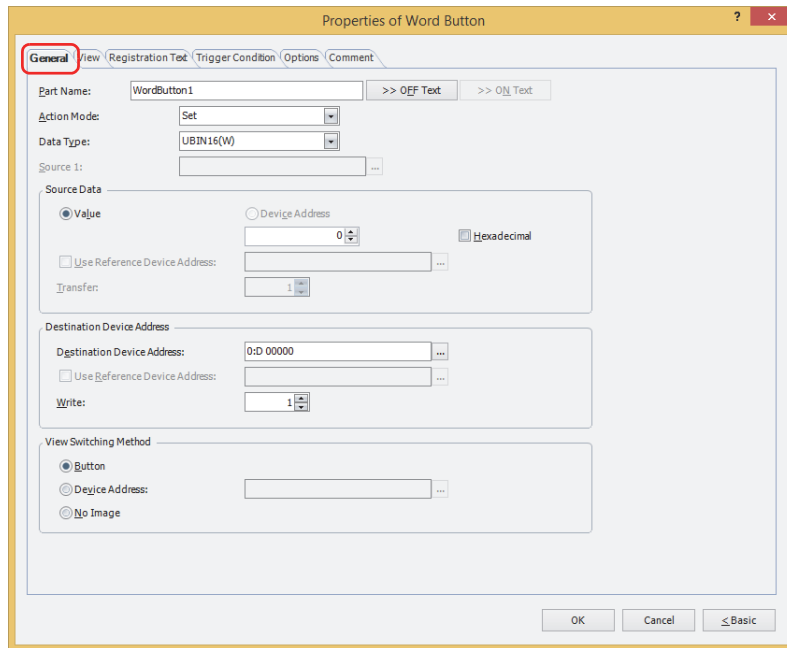 Properties of Word Button ? ×
General View Registration Text Trigger Condition Options Comment
Part Name: WordButton1 >> OFF Text >> ON Text
Action Mode: Set
Data Type: UBIN16(W)
Source 1: ...
Source Data
Value Device Address
0 Hexadecimal
Use Reference Device Address: ...
Transfer: 1
Destination Device Address
Destination Device Address: 0:D 00000 ...
Use Reference Device Address: ...
Write: 1
View Switching Method
Button
Device Address: ...
No Image
OK Cancel < Basic